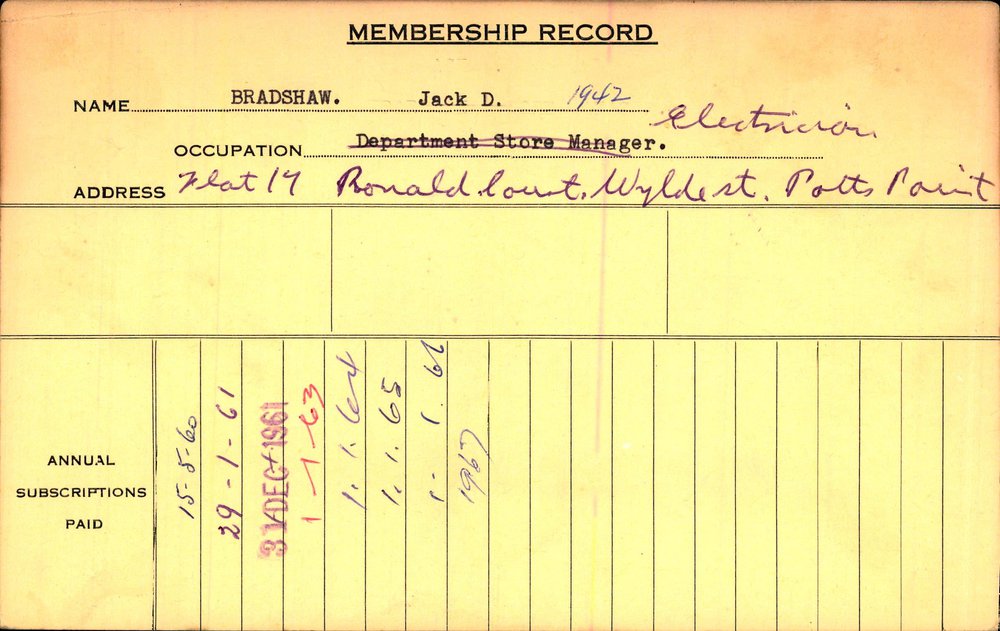 MEMBERSHIP RECORD
NAME BRADSHAW. Jack D. 1942
OCCUPATION Department Store Manager. Electrician
ADDRESS Flat 17 Ronald Court, Wylde st. Potts Point
ANNUAL
SUBSCRIPTIONS
PAID
15-5-60
29-1-61
31 DEC 1961
1-1-63
1.1.64
1.1.65
1-1.66
1967